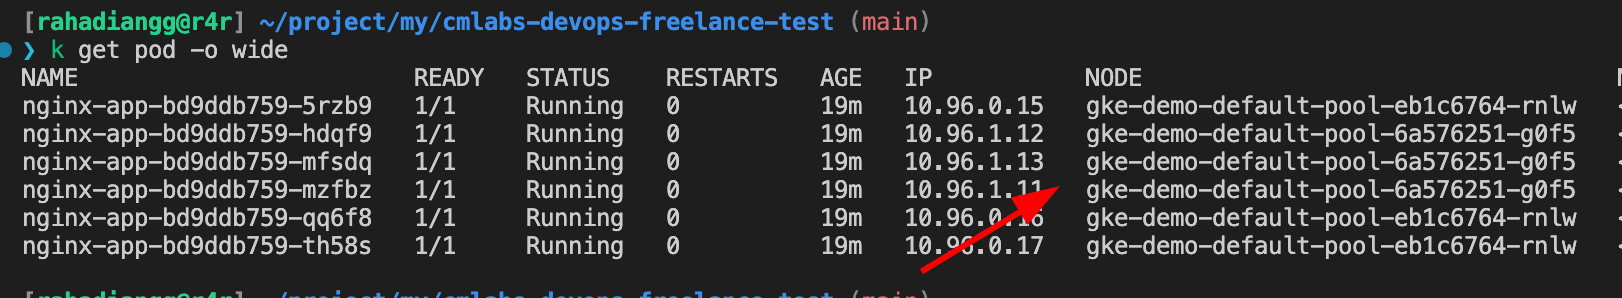 [rahadiangg@r4r] ~/project/my/cmlabs-devops-freelance-test (main)
❯ k get pod -o wide
NAME READY STATUS RESTARTS AGE IP NODE
nginx-app-bd9ddb759-5rzb9 1/1 Running 0 19m 10.96.0.15 gke-demo-default-pool-eb1c6764-rnlw
nginx-app-bd9ddb759-hdqf9 1/1 Running 0 19m 10.96.1.12 gke-demo-default-pool-6a576251-g0f5
nginx-app-bd9ddb759-mfsdq 1/1 Running 0 19m 10.96.1.13 gke-demo-default-pool-6a576251-g0f5
nginx-app-bd9ddb759-mzfbz 1/1 Running 0 19m 10.96.1.11 gke-demo-default-pool-6a576251-g0f5
nginx-app-bd9ddb759-qq6f8 1/1 Running 0 19m 10.96.0.16 gke-demo-default-pool-eb1c6764-rnlw
nginx-app-bd9ddb759-th58s 1/1 Running 0 19m 10.96.0.17 gke-demo-default-pool-eb1c6764-rnlw
[rahadiangg@r4r] ~/project/my/cmlabs-devops-freelance-test (main)